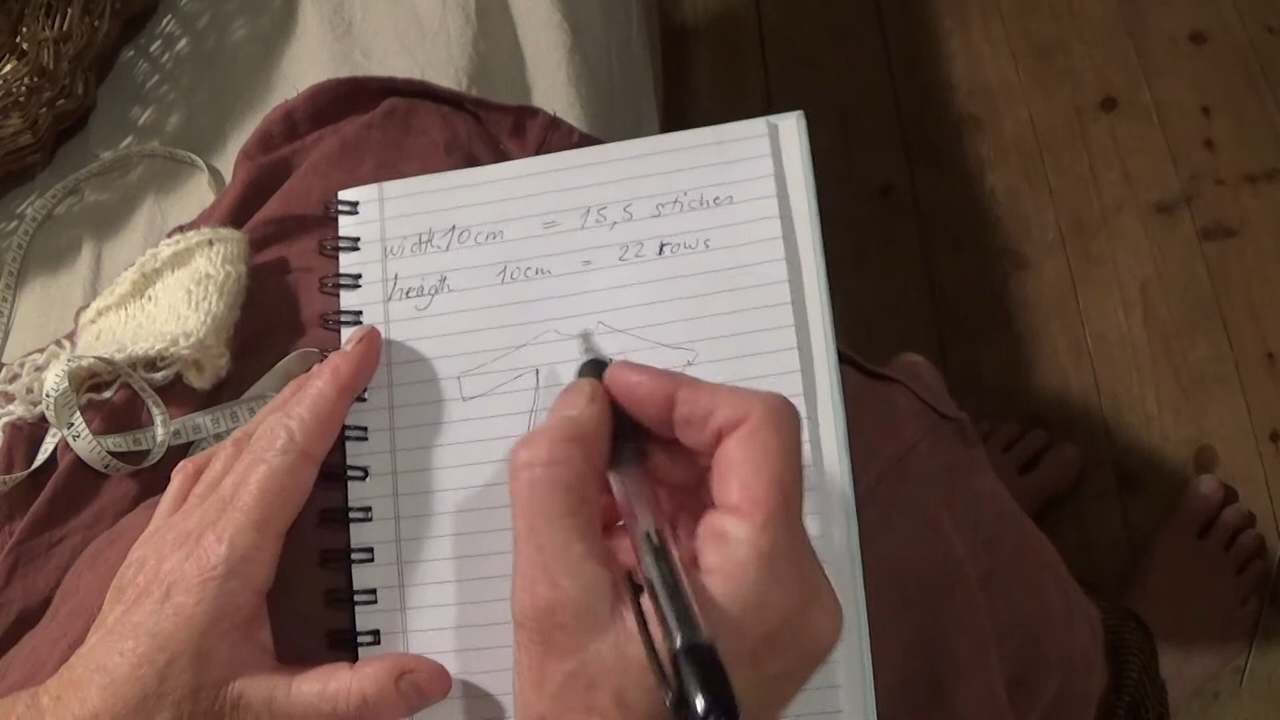 width 10cm = 15,5 stiches
heigth 10cm = 22 rows